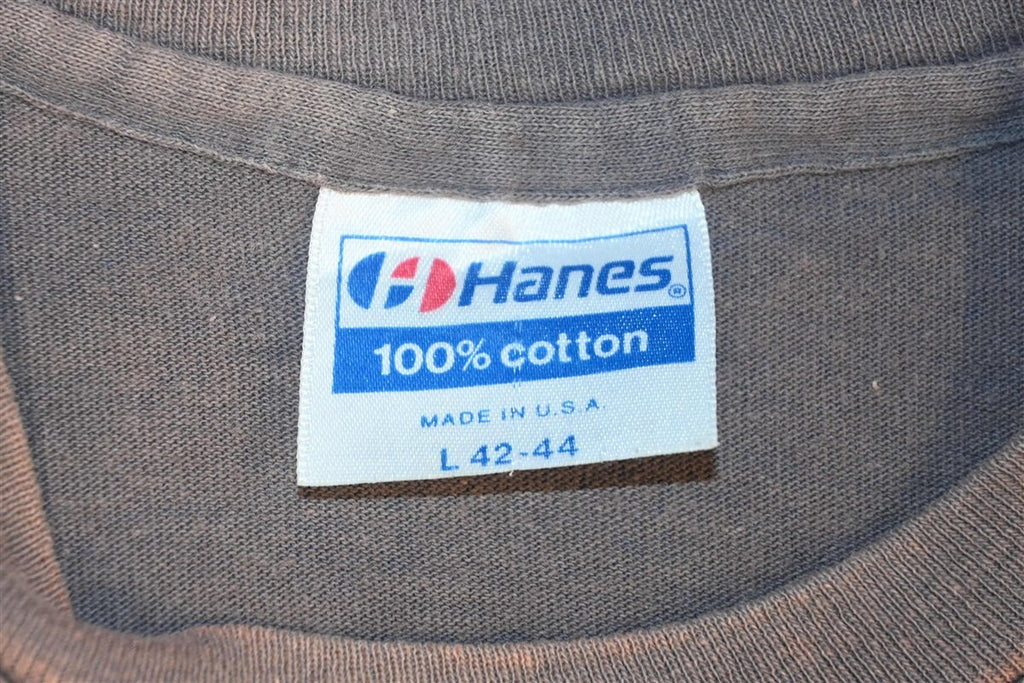 Hanes®
100% cotton
MADE IN U.S.A.
L 42-44